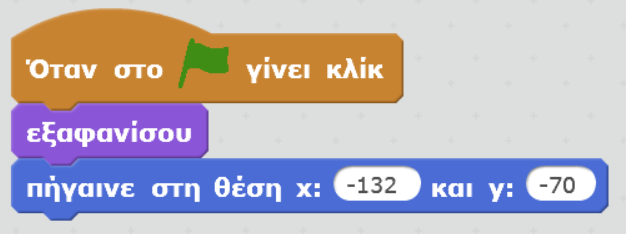 Όταν στο γίνει κλίκ
εξαφανίσου
πήγαινε στη θέση x: -132 και y: -70